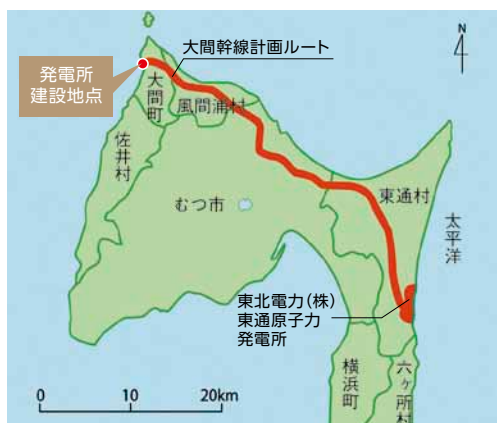 大間幹線計画ルート
N
発電所
建設地点
大間町
風間浦村
佐井村
むつ市
東通村
太平洋
東北電力(株)
東通原子力
発電所
横浜町
六ヶ所村
0 10 20km